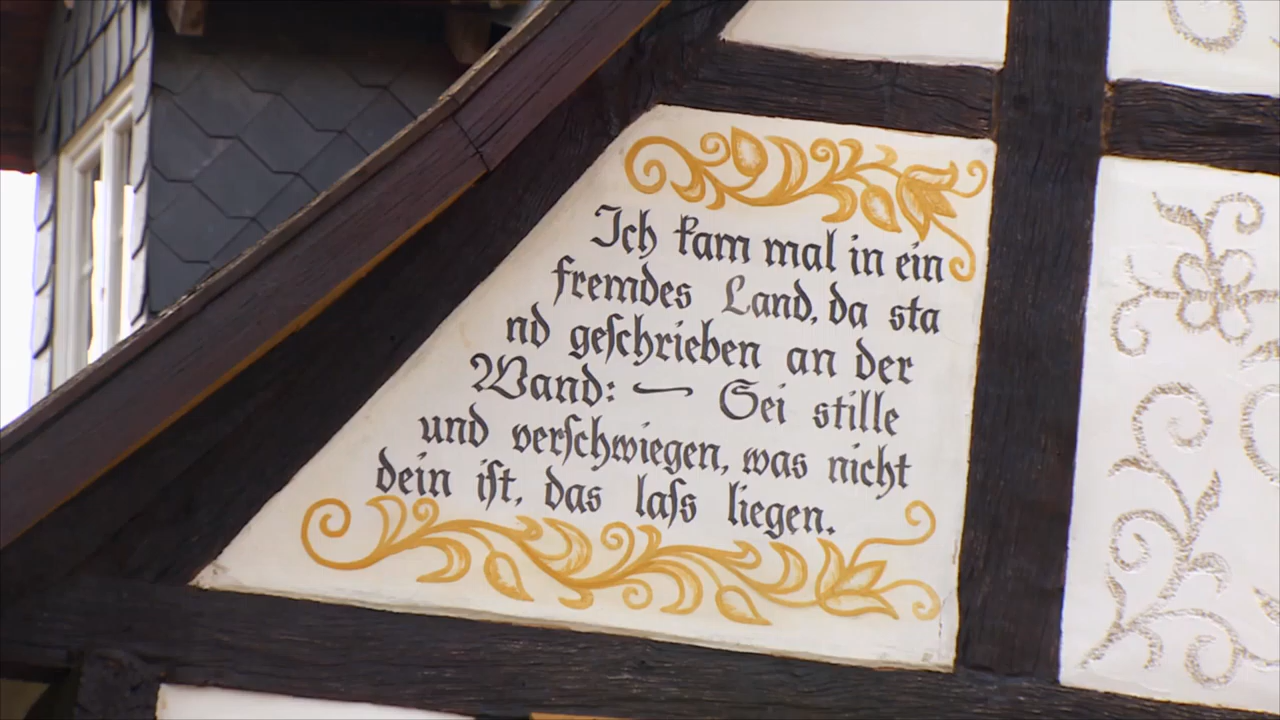 Ich kam mal in ein
fremdes Land, da sta
nd geſchrieben an der
Wand: — Sei stille
und verſchwiegen, was nicht
dein iſt, das laſs liegen.